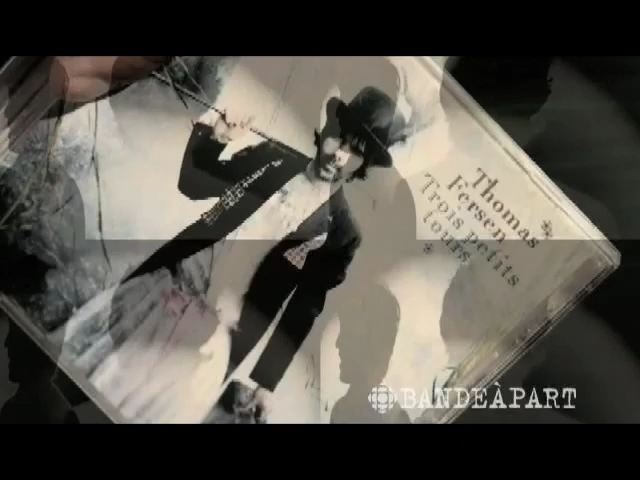 Thomas
Fersen
Trois petits
tours
BANDEÀPART